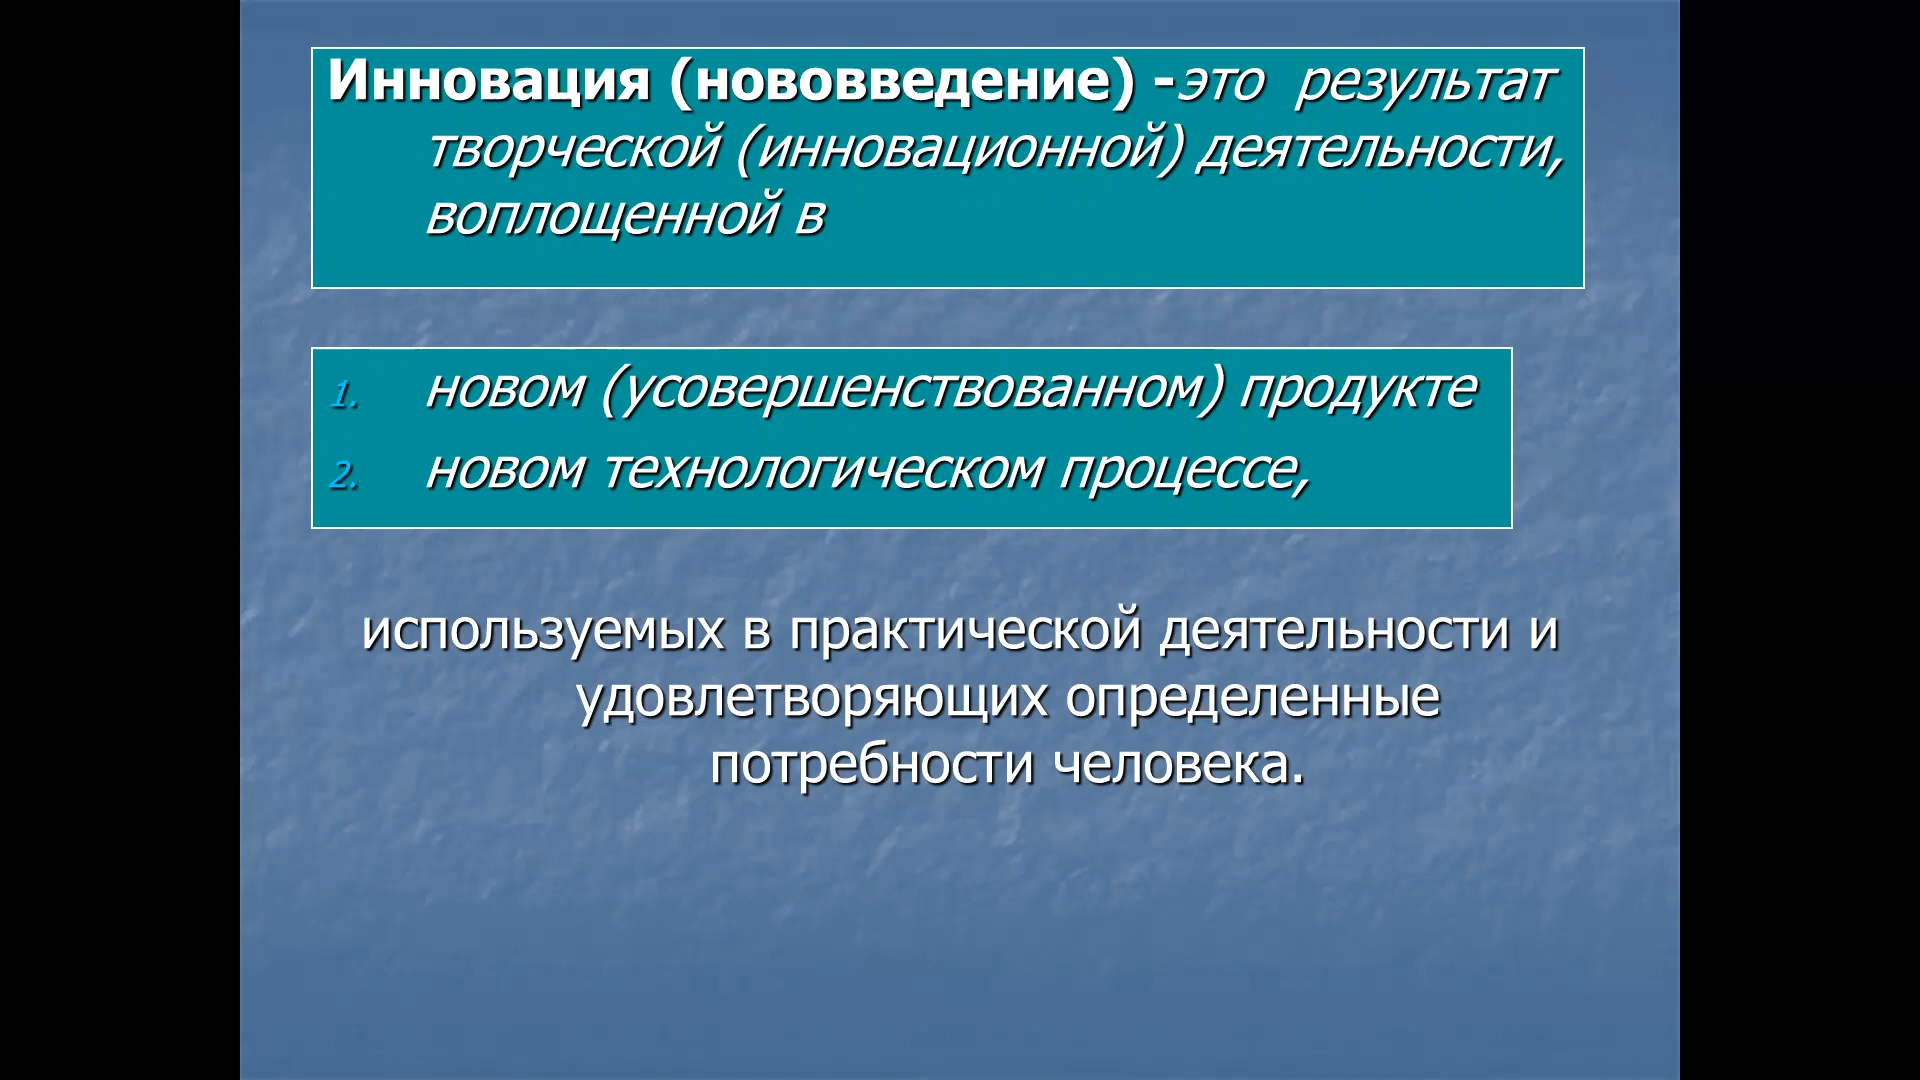 Инновация (нововведение) -это результат
творческой (инновационной) деятельности,
воплощенной в
1. новом (усовершенствованном) продукте
2. новом технологическом процессе,
используемых в практической деятельности и
удовлетворяющих определенные
потребности человека.